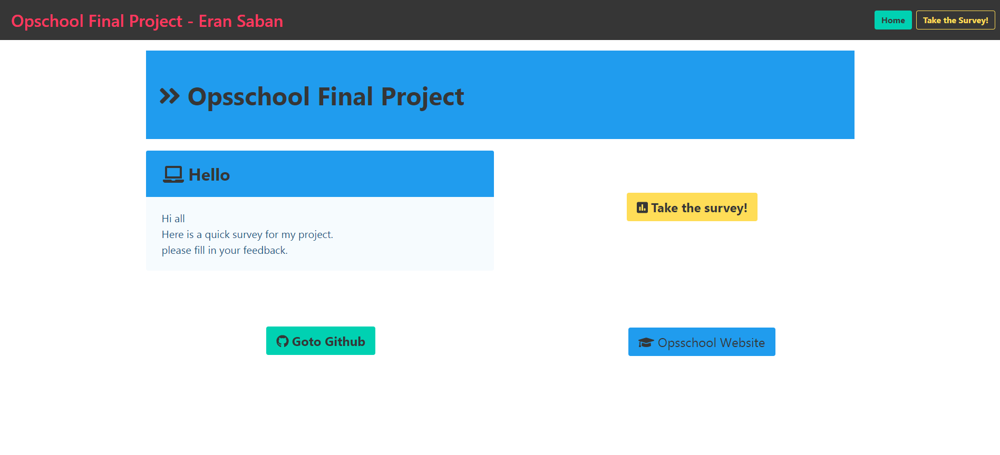 Opschool Final Project - Eran Saban
Home
Take the Survey!
Opsschool Final Project
Hello
Hi all
Here is a quick survey for my project.
please fill in your feedback.
Take the survey!
Goto Github
Opsschool Website